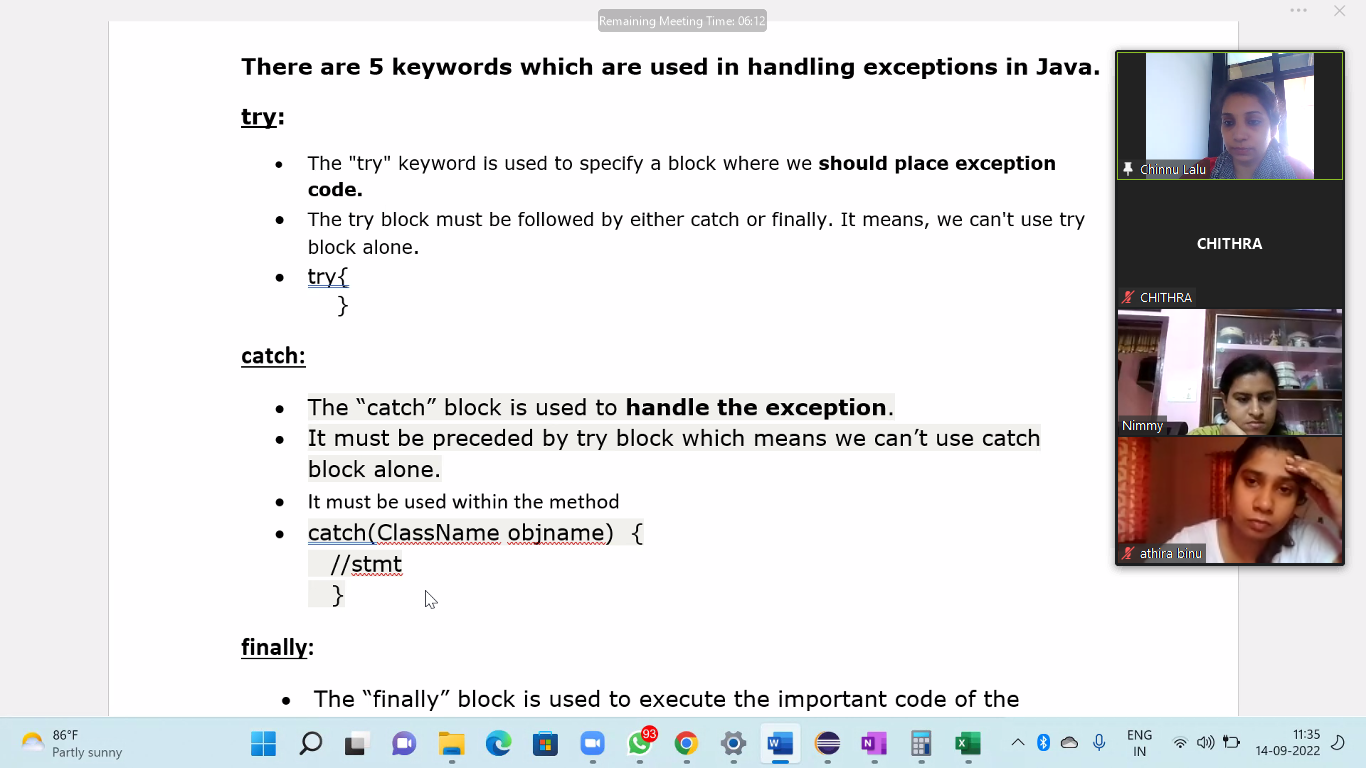 Remaining Meeting Time: 06:12
There are 5 keywords which are used in handling exceptions in Java.
try:
• The "try" keyword is used to specify a block where we should place exception
code.
• The try block must be followed by either catch or finally. It means, we can't use try
block alone.
• try{
}
catch:
• The “catch” block is used to handle the exception.
• It must be preceded by try block which means we can’t use catch
block alone.
• It must be used within the method
• catch(ClassName objname) {
//stmt
}
finally:
• The “finally” block is used to execute the important code of the
Chinnu Lalu
CHITHRA
CHITHRA
Nimmy
athira binu
86°F
Partly sunny
93
ENG
IN
11:35
14-09-2022